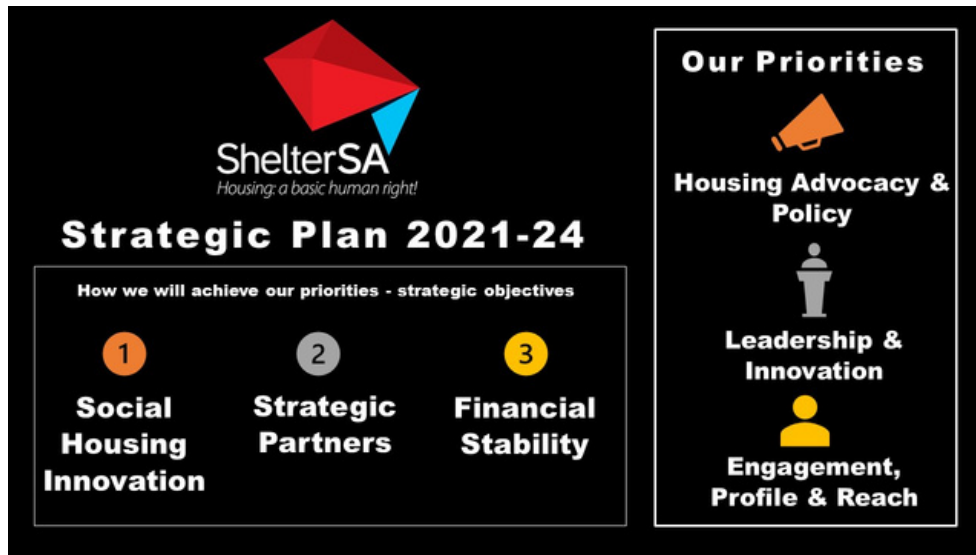 ShelterSA
Housing: a basic human right!
Strategic Plan 2021-24
How we will achieve our priorities - strategic objectives
1
Social
Housing
Innovation
2
Strategic
Partners
3
Financial
Stability
Our Priorities
Housing Advocacy &
Policy
Leadership &
Innovation
Engagement,
Profile & Reach